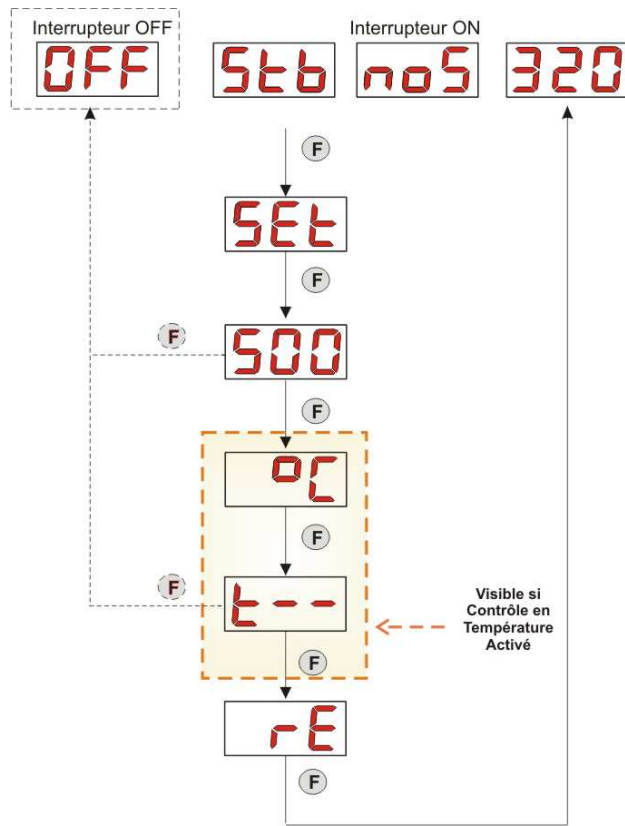 Interrupteur OFF
Interrupteur ON
OFF
Stb
noS
320
F
SEt
F
F
500
F
°C
F
F
t--
Visible si
Contrôle en
Température
Activé
F
rE
F